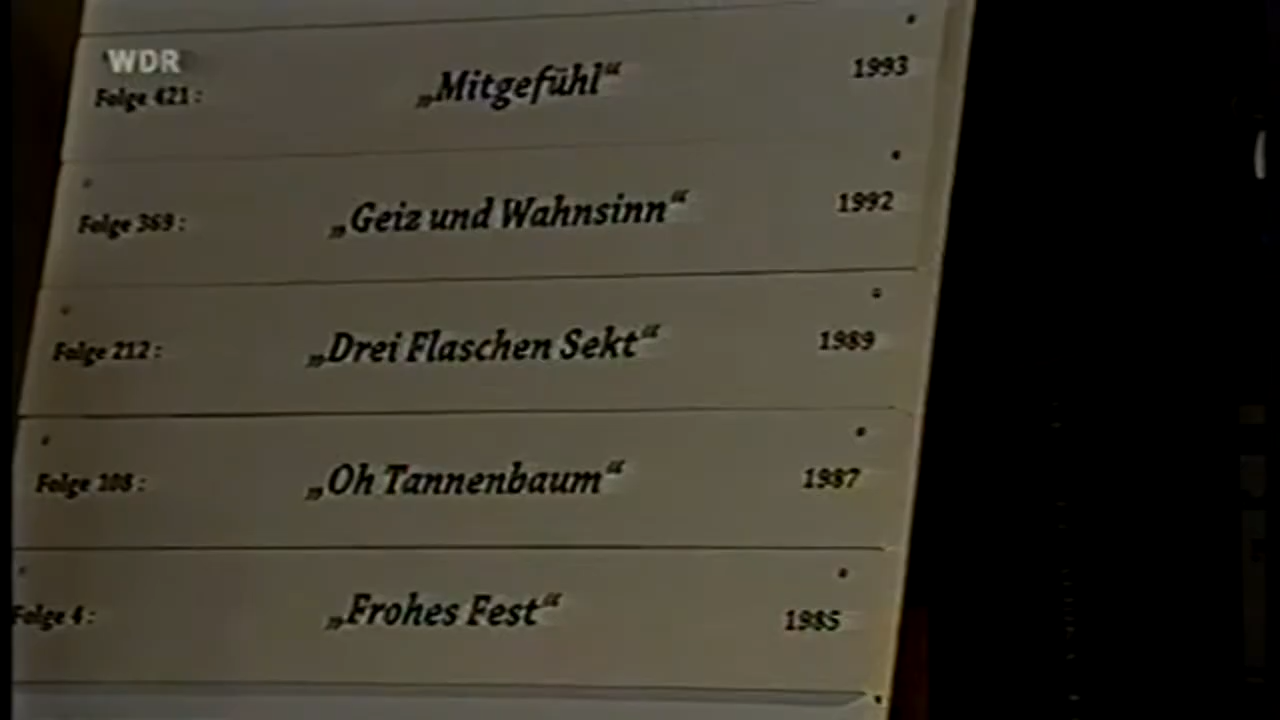 WDR
Folge 421 : „Mitgefühl“ 1993
Folge 369 : „Geiz und Wahnsinn“ 1992
Folge 212 : „Drei Flaschen Sekt“ 1989
Folge 108 : „Oh Tannenbaum“ 1987
Folge 4 : „Frohes Fest“ 1985